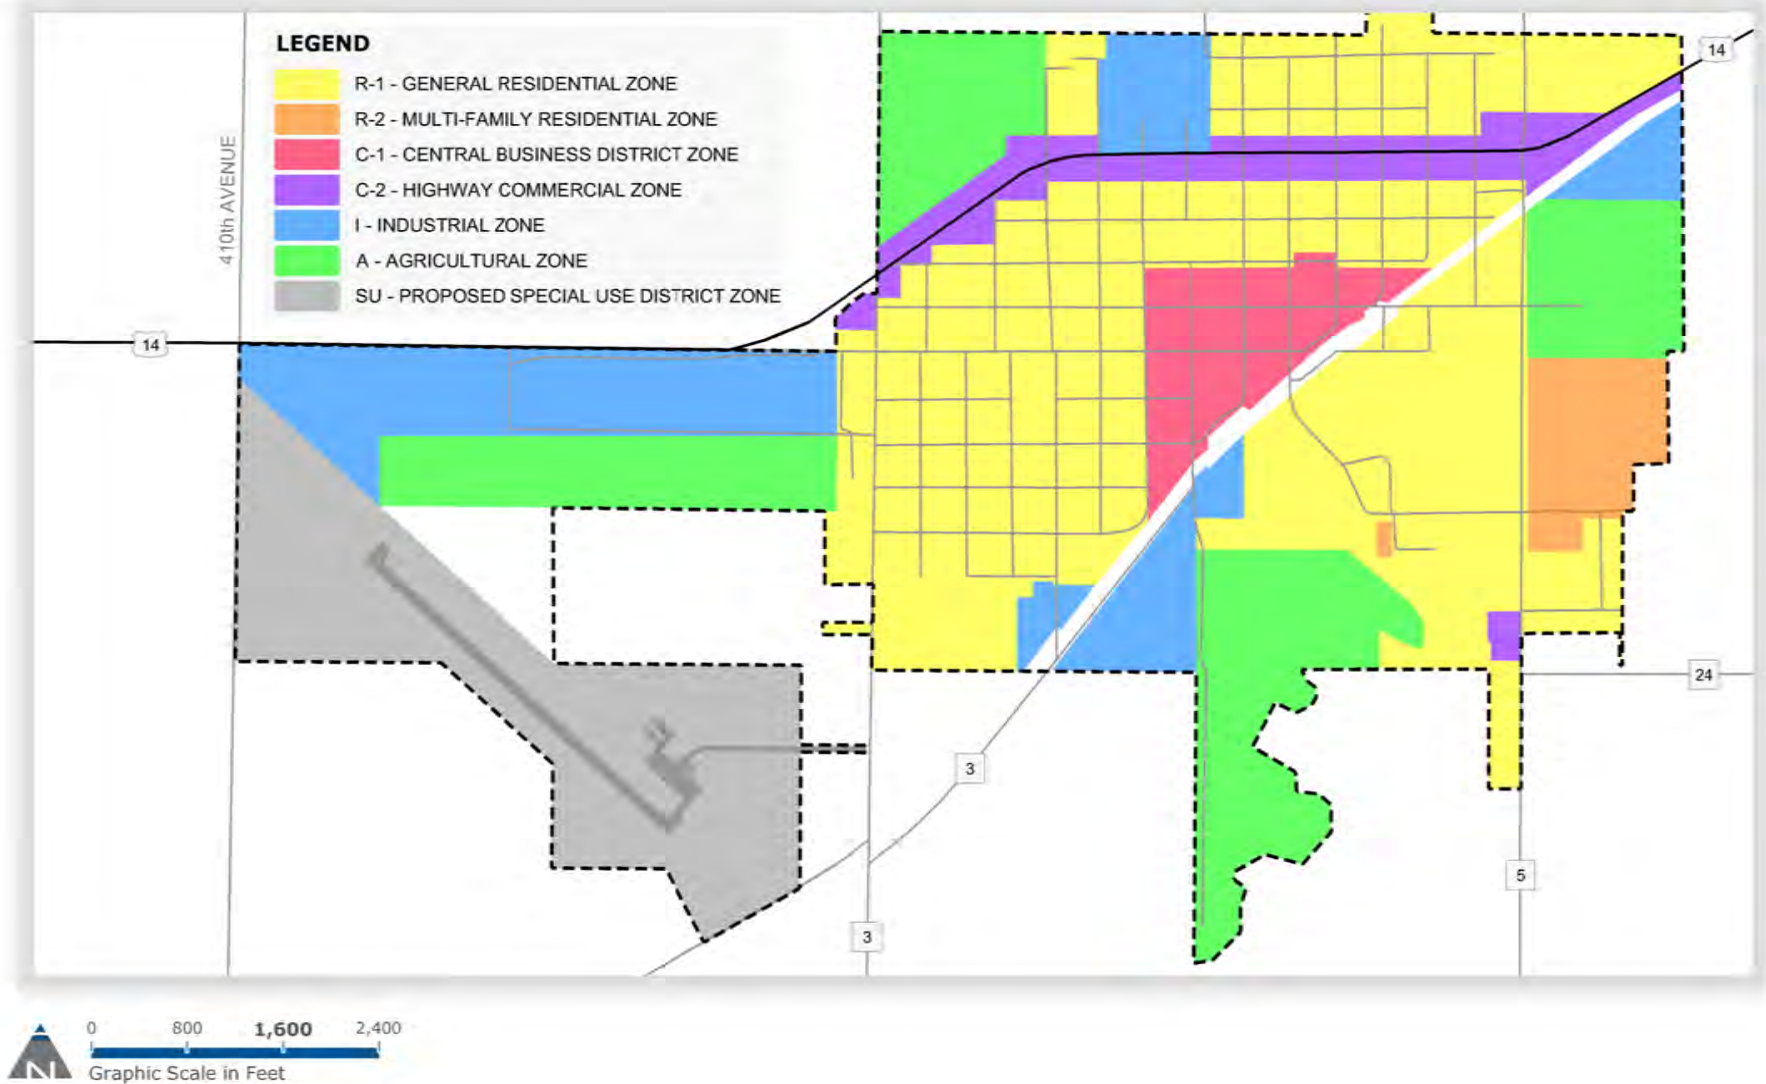 LEGEND
R-1 - GENERAL RESIDENTIAL ZONE
R-2 - MULTI-FAMILY RESIDENTIAL ZONE
C-1 - CENTRAL BUSINESS DISTRICT ZONE
C-2 - HIGHWAY COMMERCIAL ZONE
I - INDUSTRIAL ZONE
A - AGRICULTURAL ZONE
SU - PROPOSED SPECIAL USE DISTRICT ZONE
410th AVENUE
14
14
24
3
5
3
0 800 1,600 2,400
N
Graphic Scale in Feet